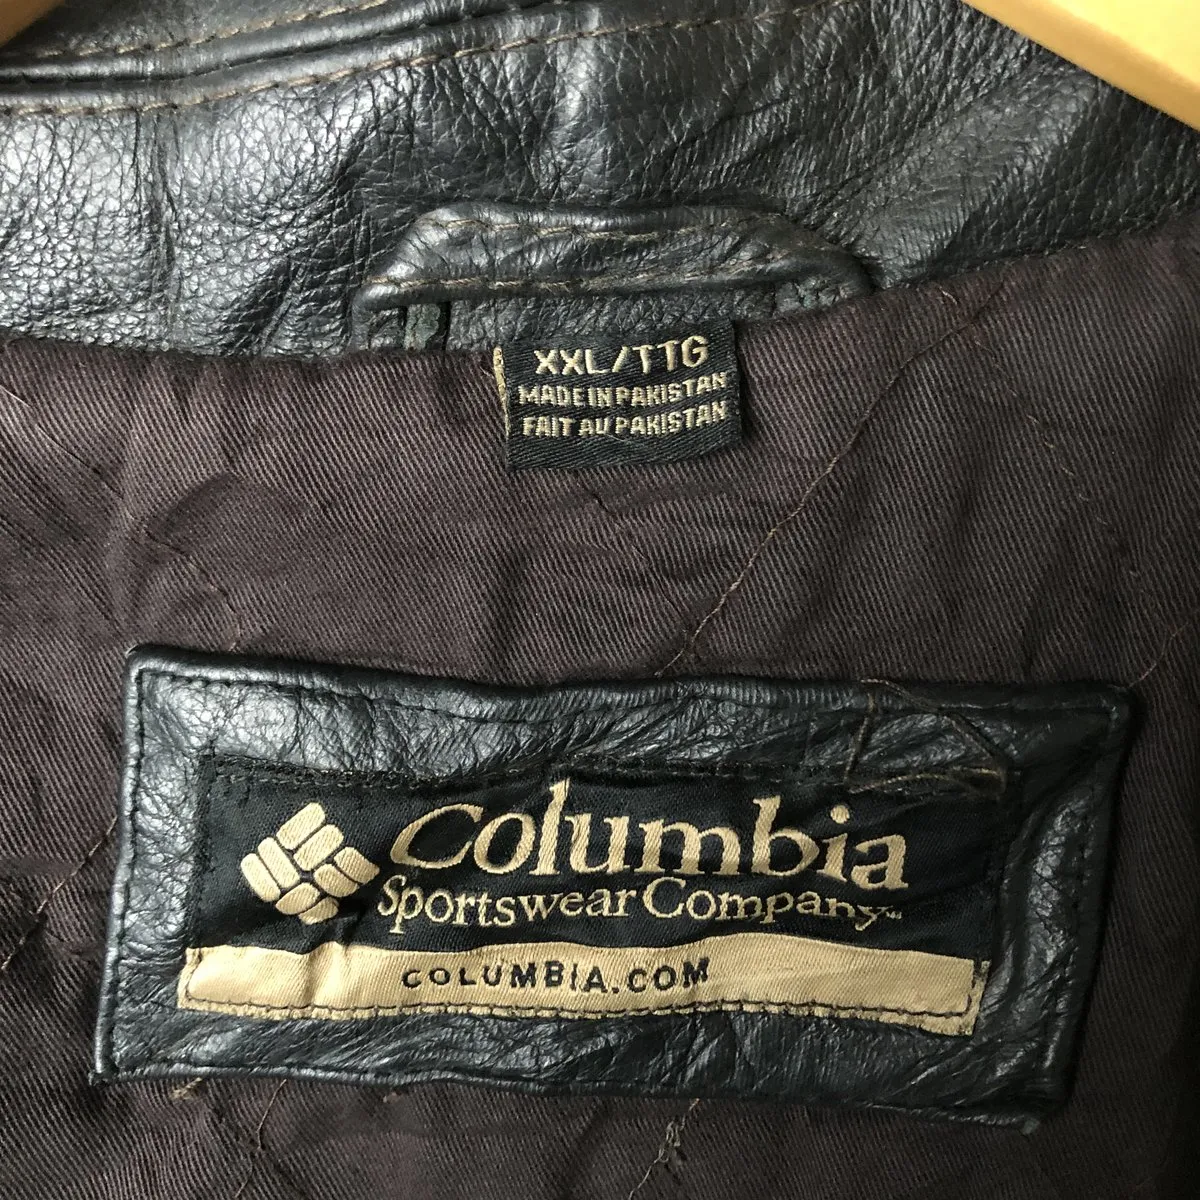 XXL/TTG
MADE IN PAKISTAN
FAIT AU PAKISTAN
Columbia
Sportswear Company™
COLUMBIA.COM